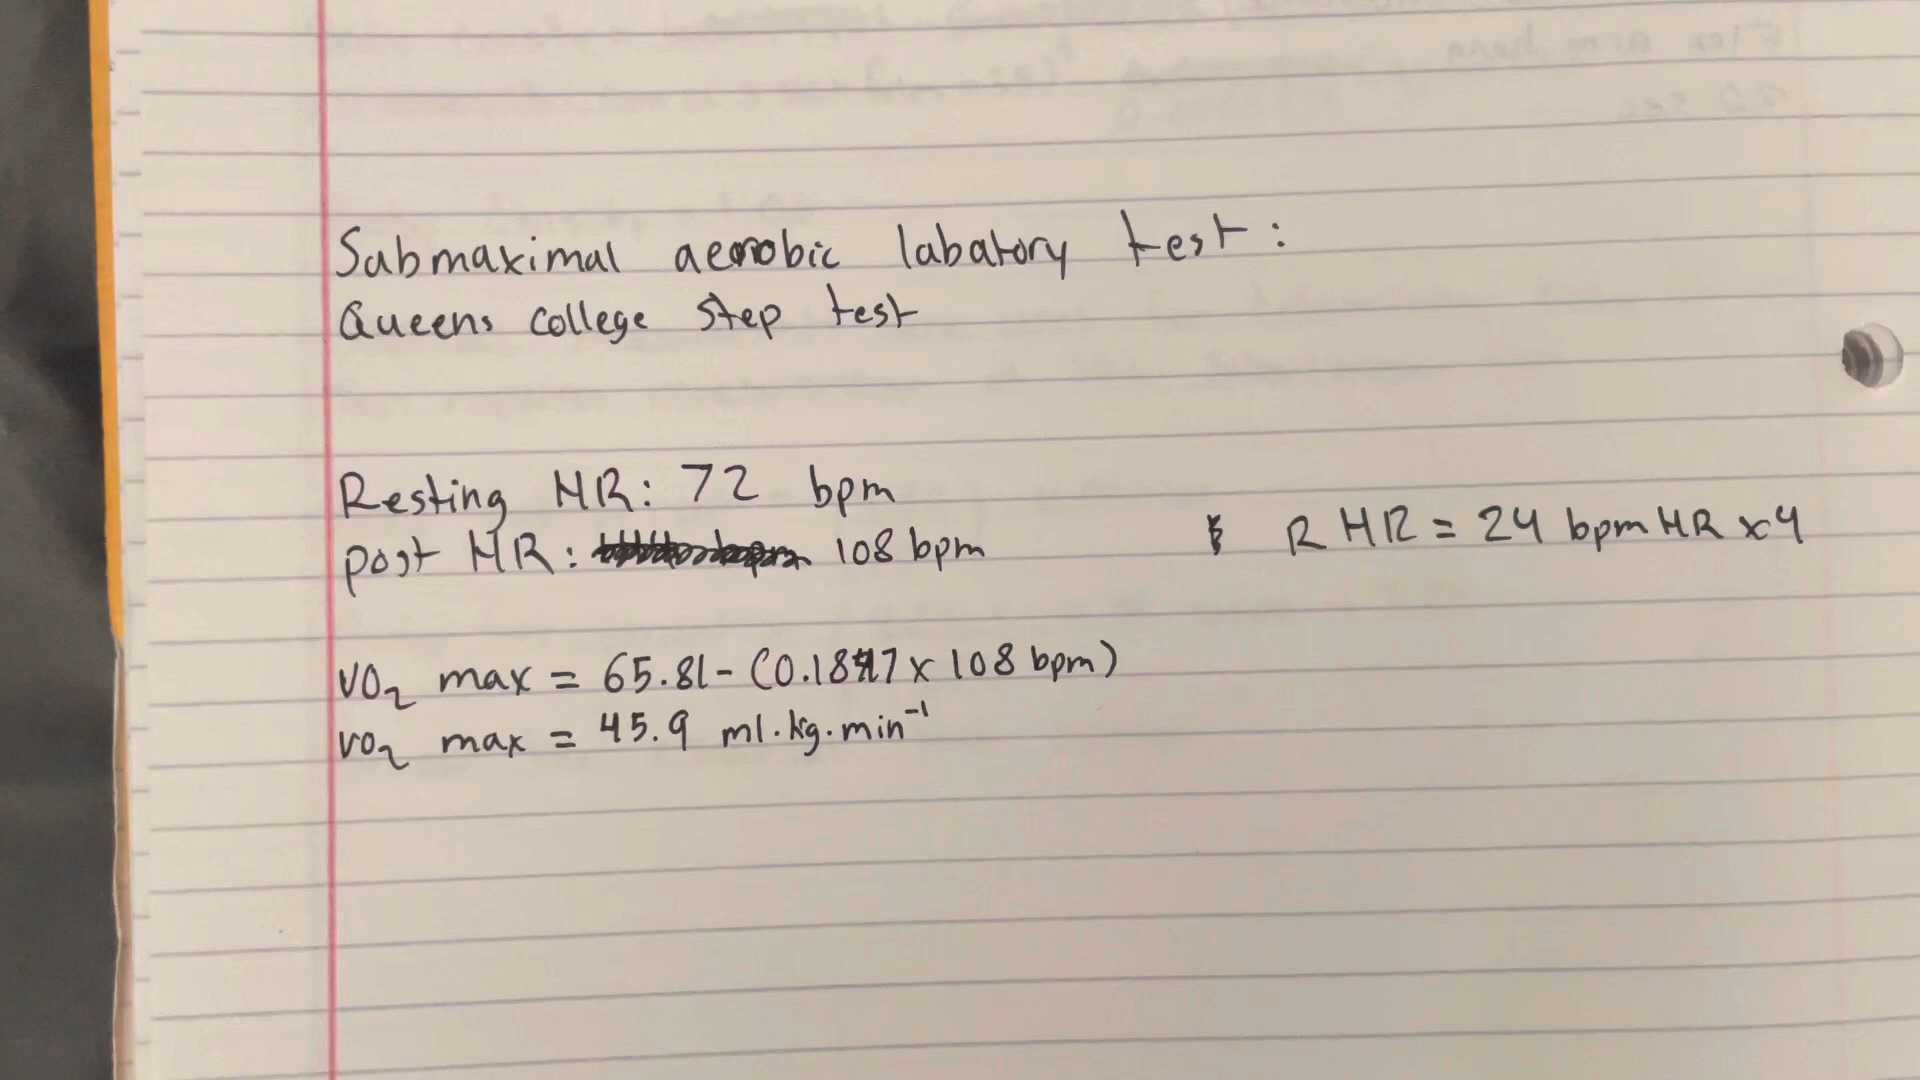 Submaximal aerobic labatory test:
Queens college step test
Resting HR: 72 bpm
post HR: 108 bpm
RHR = 24 bpm HR x4
VO2 max = 65.81 - (0.1847 x 108 bpm)
VO2 max = 45.9 ml.kg.min-1